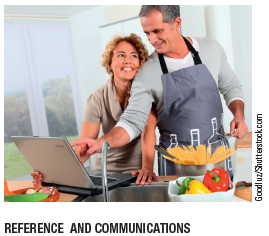 Goodluz/Shutterstock.com
REFERENCE AND COMMUNICATIONS